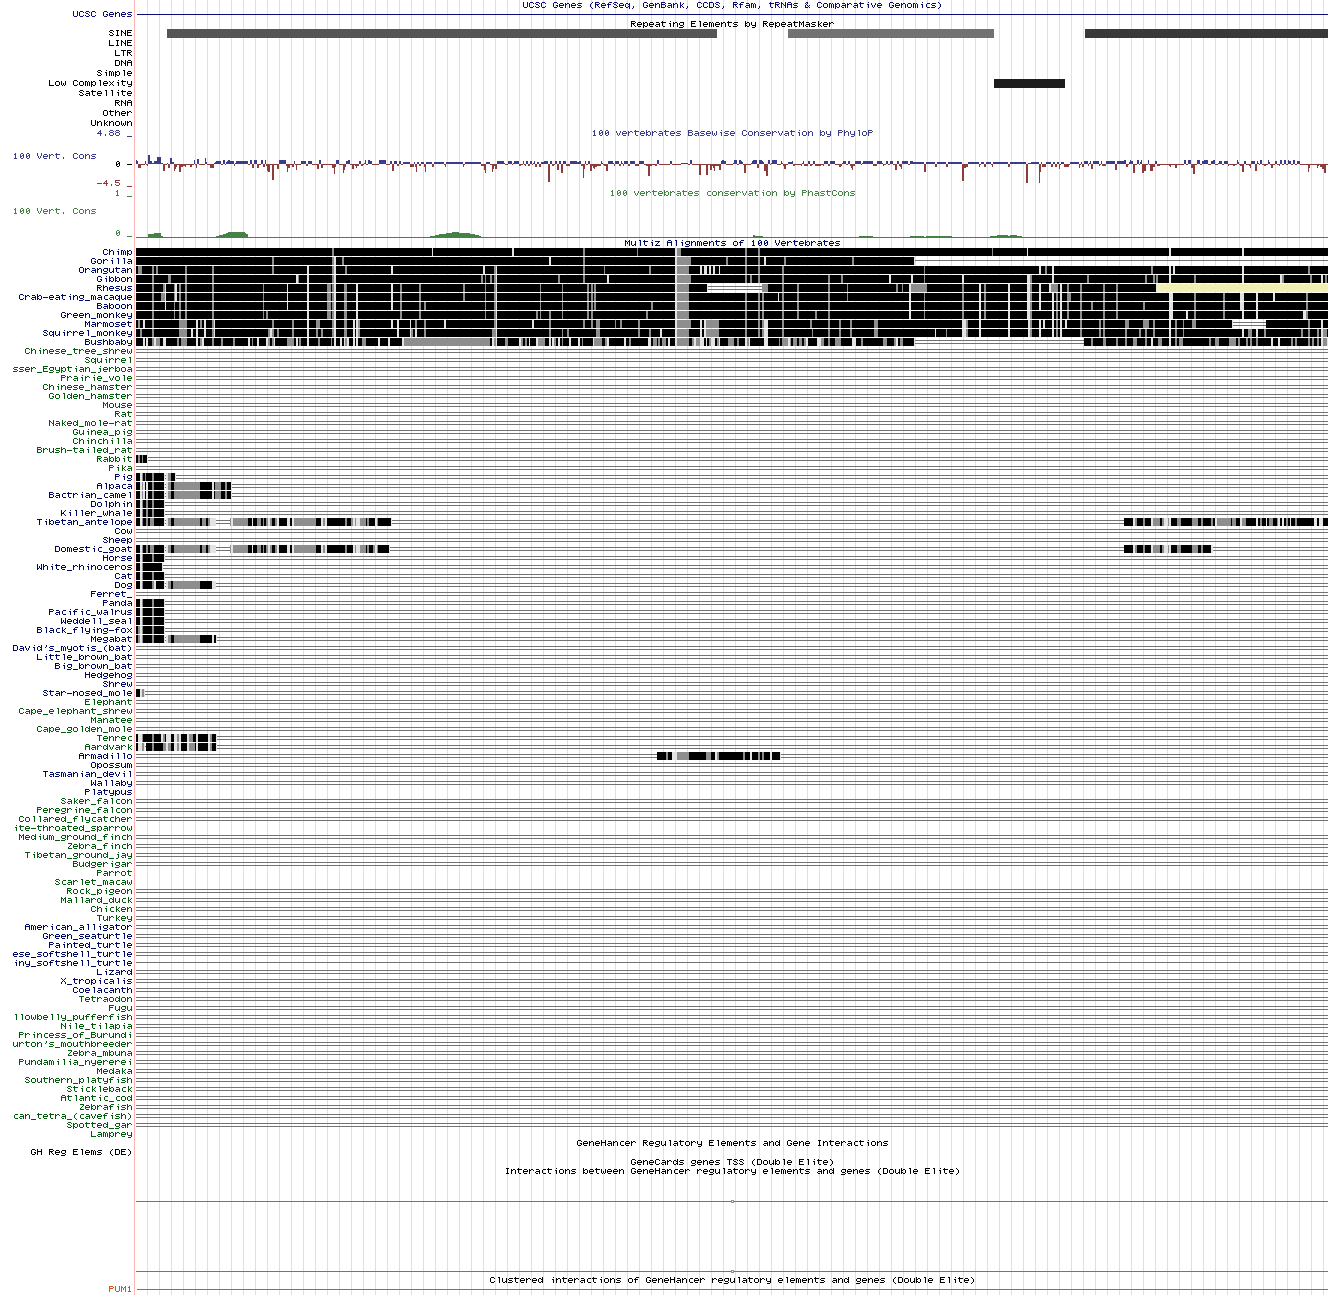 UCSC Genes (RefSeq, GenBank, CCDS, Rfam, tRNAs & Comparative Genomics)
UCSC Genes
Repeating Elements by RepeatMasker
SINE
LINE
LTR
DNA
Simple
Low Complexity
Satellite
RNA
Other
Unknown
4.88 _
100 vertebrates Basewise Conservation by PhyloP
100 Vert. Cons
0 _
-4.5 _
1 _
100 vertebrates conservation by PhastCons
100 Vert. Cons
0 _
Multiz Alignments of 100 Vertebrates
Chimp
Gorilla
Orangutan
Gibbon
Rhesus
Crab-eating_macaque
Baboon
Green_monkey
Marmoset
Squirrel_monkey
Bushbaby
Chinese_tree_shrew
Squirrel
sser_Egyptian_jerboa
Prairie_vole
Chinese_hamster
Golden_hamster
Mouse
Rat
Naked_mole-rat
Guinea_pig
Chinchilla
Brush-tailed_rat
Rabbit
Pika
Pig
Alpaca
Bactrian_camel
Dolphin
Killer_whale
Tibetan_antelope
Cow
Sheep
Domestic_goat
Horse
White_rhinoceros
Cat
Dog
Ferret_
Panda
Pacific_walrus
Weddell_seal
Black_flying-fox
Megabat
David's_myotis_(bat)
Little_brown_bat
Big_brown_bat
Hedgehog
Shrew
Star-nosed_mole
Elephant
Cape_elephant_shrew
Manatee
Cape_golden_mole
Tenrec
Aardvark
Armadillo
Opossum
Tasmanian_devil
Wallaby
Platypus
Saker_falcon
Peregrine_falcon
Collared_flycatcher
ite-throated_sparrow
Medium_ground_finch
Zebra_finch
Tibetan_ground_jay
Budgerigar
Parrot
Scarlet_macaw
Rock_pigeon
Mallard_duck
Chicken
Turkey
American_alligator
Green_seaturtle
Painted_turtle
ese_softshell_turtle
iny_softshell_turtle
Lizard
X_tropicalis
Coelacanth
Tetraodon
Fugu
llowbelly_pufferfish
Nile_tilapia
Princess_of_Burundi
urton's_mouthbreeder
Zebra_mbuna
Pundamilia_nyererei
Medaka
Southern_platyfish
Stickleback
Atlantic_cod
Zebrafish
can_tetra_(cavefish)
Spotted_gar
Lamprey
GeneHancer Regulatory Elements and Gene Interactions
GH Reg Elems (DE)
GeneCards genes TSS (Double Elite)
Interactions between GeneHancer regulatory elements and genes (Double Elite)
Clustered interactions of GeneHancer regulatory elements and genes (Double Elite)
PUM1